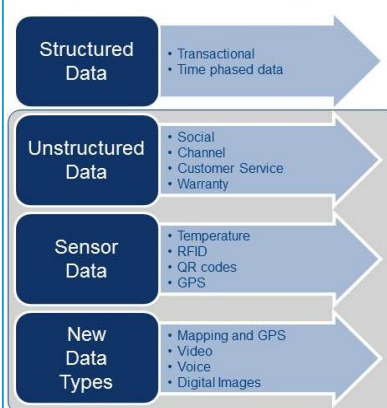 Structured
Data
• Transactional
• Time phased data
Unstructured
Data
• Social
• Channel
• Customer Service
• Warranty
Sensor
Data
• Temperature
• RFID
• QR codes
• GPS
New
Data
Types
• Mapping and GPS
• Video
• Voice
• Digital Images